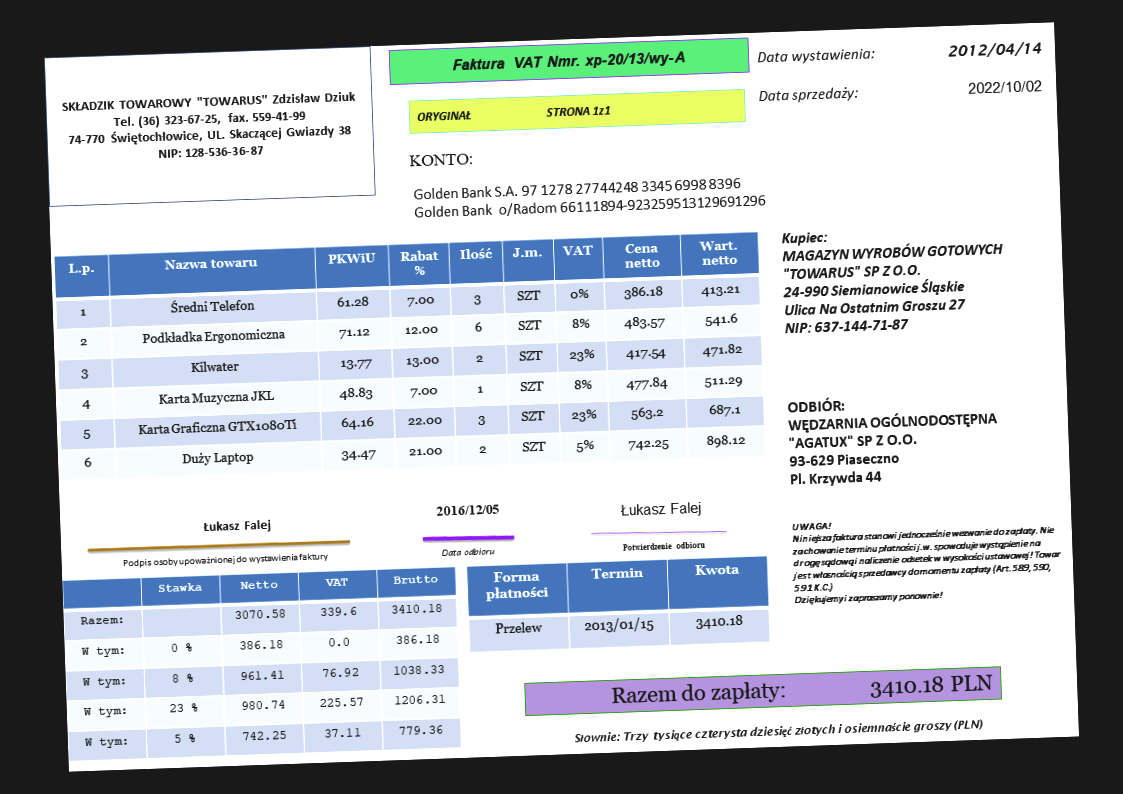 SKŁADZIK TOWAROWY "TOWARUS" Zdzisław Dziuk
Tel. (36) 323-67-25, fax. 559-41-99
74-770 Świętochłowice, UL. Skaczącej Gwiazdy 38
NIP: 128-536-36-87
Faktura VAT Nmr. xp-20/13/wy-A
ORYGINAŁ STRONA 1z1
Data wystawienia: 2012/04/14
Data sprzedaży: 2022/10/02
KONTO:
Golden Bank S.A. 97 1278 27744248 3345 6998 8396
Golden Bank o/Radom 66111894-923259513129691296
Kupiec:
MAGAZYN WYROBÓW GOTOWYCH
"TOWARUS" SP Z O.O.
24-990 Siemianowice Śląskie
Ulica Na Ostatnim Groszu 27
NIP: 637-144-71-87
L.p. Nazwa towaru PKWiU Rabat % Ilość J.m. VAT Cena netto Wart. netto
1 Średni Telefon 61.28 7.00 3 SZT 0% 386.18 413.21
2 Podkładka Ergonomiczna 71.12 12.00 6 SZT 8% 483.57 541.6
3 Kilwater 13.77 13.00 2 SZT 23% 417.54 471.82
4 Karta Muzyczna JKL 48.83 7.00 1 SZT 8% 477.84 511.29
5 Karta Graficzna GTX1080Ti 64.16 22.00 3 SZT 23% 563.2 687.1
6 Duży Laptop 34.47 21.00 2 SZT 5% 742.25 898.12
ODBIÓR:
WĘDZARNIA OGÓLNODOSTĘPNA
"AGATUX" SP Z O.O.
93-629 Piaseczno
Pl. Krzywda 44
Łukasz Falej
Podpis osoby upoważnionej do wystawienia faktury
2016/12/05
Data odbioru
Łukasz Falej
Potwierdzenie odbioru
UWAGA!
Niniejsza faktura stanowi jednocześnie wezwanie do zapłaty. Nie
zachowanie terminu płatności j.w. spowoduje wystąpienie na
drogę sądową i naliczenie odsetek w wysokości ustawowej! Towar
jest własnością sprzedawcy do momentu zapłaty (Art. 589, 590,
591 K.C.)
Dziękujemy i zapraszamy ponownie!
Stawka Netto VAT Brutto
Razem: 3070.58 339.6 3410.18
W tym: 0 % 386.18 0.0 386.18
W tym: 8 % 961.41 76.92 1038.33
W tym: 23 % 980.74 225.57 1206.31
W tym: 5 % 742.25 37.11 779.36
Forma płatności Termin Kwota
Przelew 2013/01/15 3410.18
Razem do zapłaty: 3410.18 PLN
Słownie: Trzy tysiące czterysta dziesięć złotych i osiemnaście groszy (PLN)